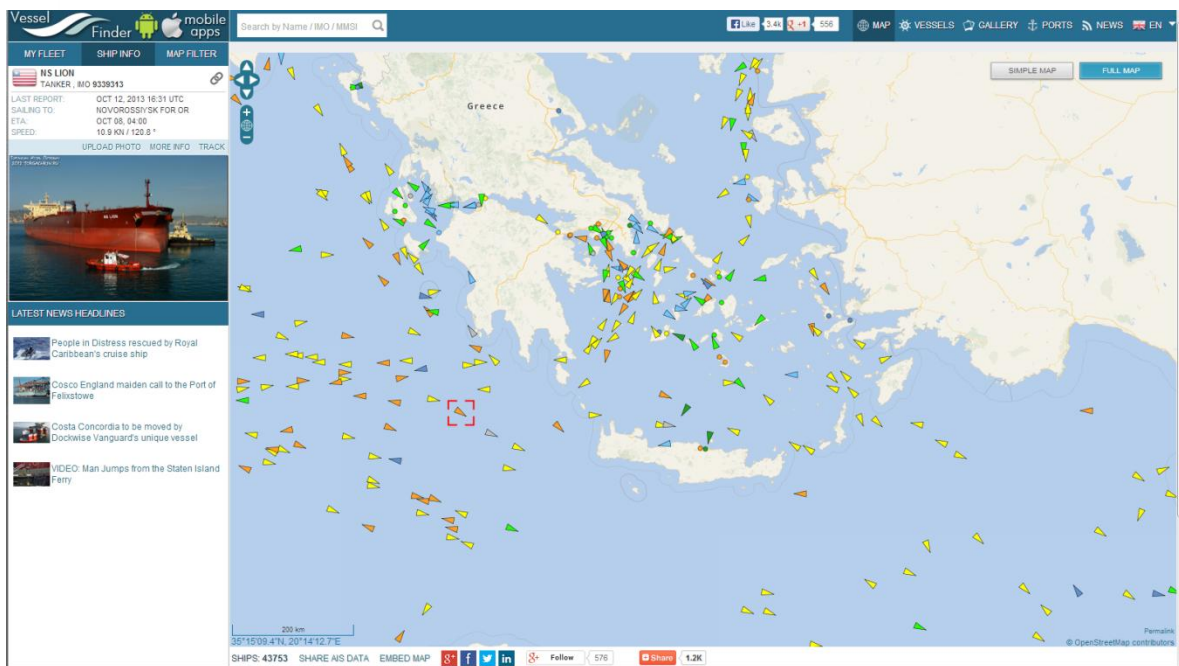 Vessel
Finder
mobile
apps
Search by Name / IMO / MMSI
Like 3.4k
+1 556
MAP
VESSELS
GALLERY
PORTS
NEWS
EN
MY FLEET
SHIP INFO
MAP FILTER
NS LION
TANKER , IMO 9339313
LAST REPORT: OCT 12, 2013 16:31 UTC
SAILING TO: NOVOROSSIYSK FOR OR
ETA: OCT 08, 04:00
SPEED: 10.9 KN / 120.8 °
UPLOAD PHOTO MORE INFO TRACK
NS LION
LATEST NEWS HEADLINES
People in Distress rescued by Royal
Caribbean's cruise ship
Cosco England maiden call to the Port of
Felixstowe
Costa Concordia to be moved by
Dockwise Vanguard's unique vessel
VIDEO: Man Jumps from the Staten Island
Ferry
SIMPLE MAP
FULL MAP
Greece
200 km
35°15'09.4"N, 20°14'12.7"E
Permalink
© OpenStreetMap contributors
SHIPS: 43753 SHARE AIS DATA EMBED MAP
g+ f in
g+ Follow 576
Share 1.2K